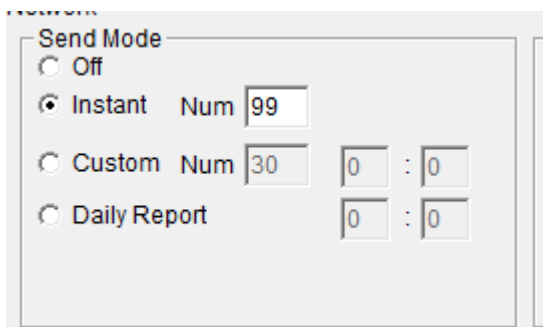 Send Mode
Off
Instant Num 99
Custom Num 30 0 : 0
Daily Report 0 : 0